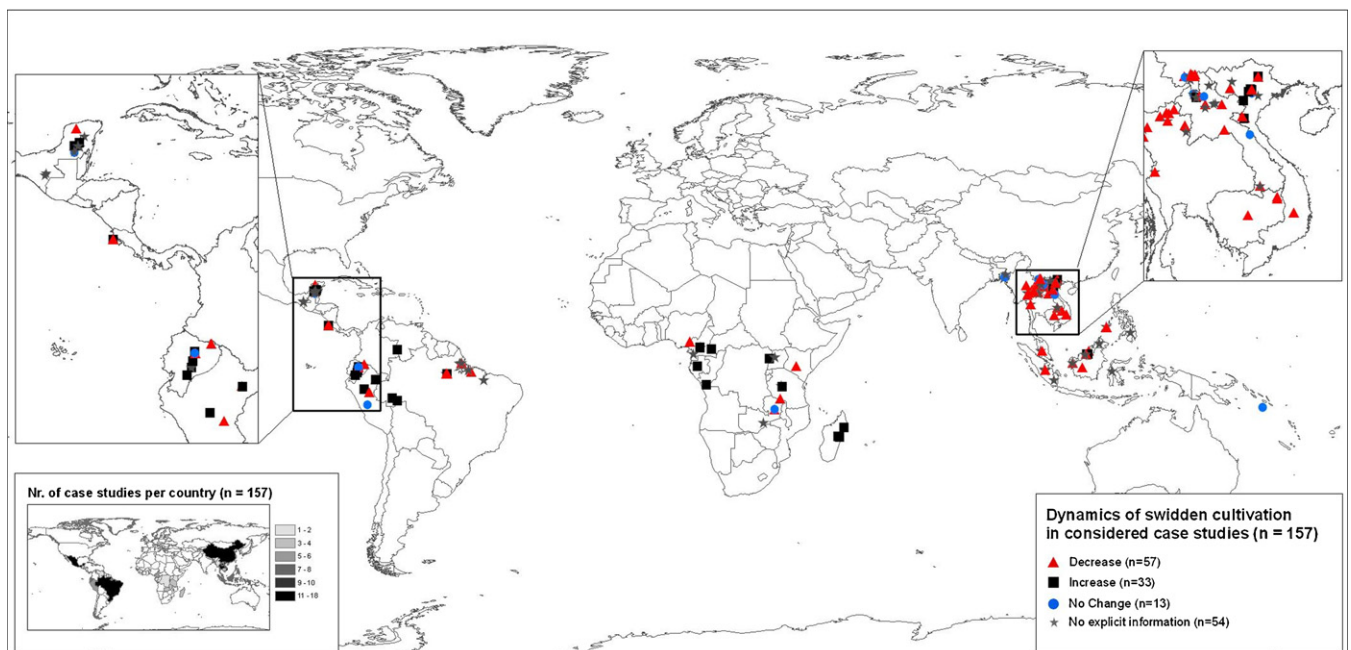 Nr. of case studies per country (n = 157)
1 - 2
3 - 4
5 - 6
7 - 8
9 - 10
11 - 18
Dynamics of swidden cultivation
in considered case studies (n = 157)
Decrease (n=57)
Increase (n=33)
No Change (n=13)
No explicit information (n=54)